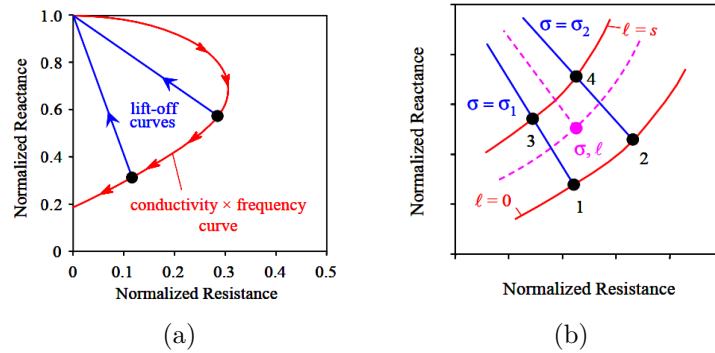 (a)
Normalized Reactance
1.0
0.8
0.6
0.4
0.2
0
0
0.1
0.2
0.3
0.4
0.5
Normalized Resistance
lift-off
curves
conductivity × frequency
curve
(b)
Normalized Reactance
Normalized Resistance
σ = σ2
ℓ = s
σ = σ1
4
3
σ, ℓ
2
ℓ = 0
1